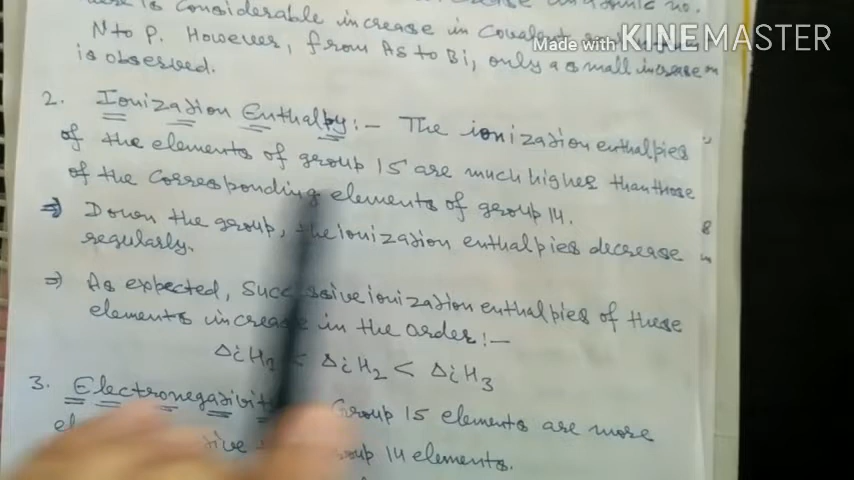 is considerable increase in covalent
N to P. However, from As to Bi, only a small increase
is observed.
Made with KINEMASTER
2. Ionization Enthalpy:- The ionization enthalpies
of the elements of group 15 are much higher than those
of the corresponding elements of group 14.
⇒ Down the group, the ionization enthalpies decrease
regularly.
⇒ As expected, successive ionization enthalpies of these
elements increase in the order:-
ΔiH1 < ΔiH2 < ΔiH3
3. Electronegativity Group 15 elements are more
group 14 elements.